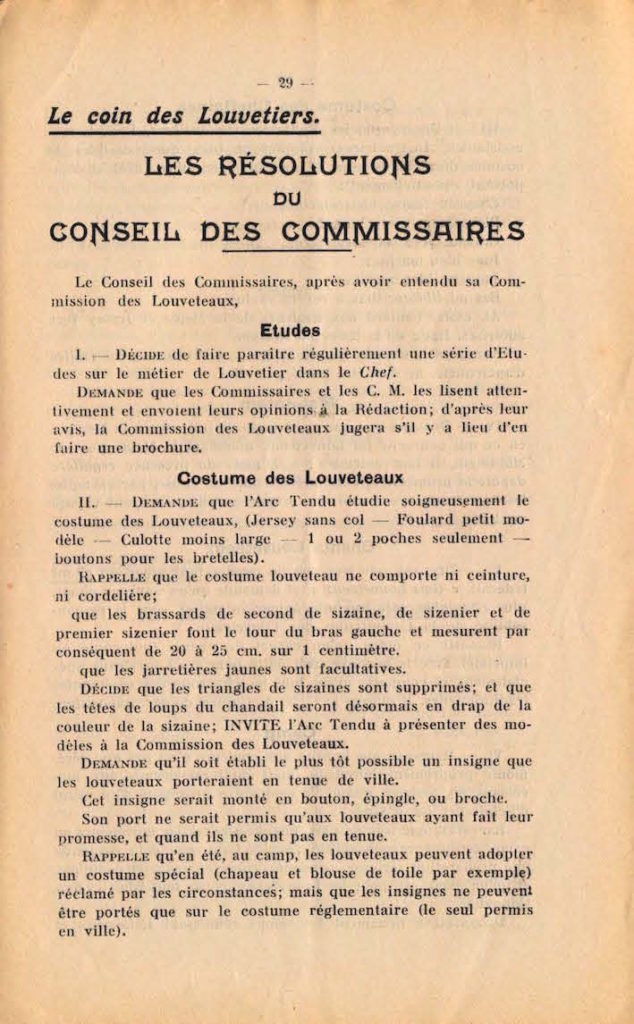 — 29 —
Le coin des Louvetiers.
LES RÉSOLUTIONS
DU
CONSEIL DES COMMISSAIRES
Le Conseil des Commissaires, après avoir entendu sa Com-
mission des Louveteaux,
Etudes
I. — DÉCIDE de faire paraître régulièrement une série d'Etu-
des sur le métier de Louvetier dans le Chef.
DEMANDE que les Commissaires et les C. M. les lisent atten-
tivement et envoient leurs opinions à la Rédaction; d'après leur
avis, la Commission des Louveteaux jugera s'il y a lieu d'en
faire une brochure.
Costume des Louveteaux
II. — DEMANDE que l'Arc Tendu étudie soigneusement le
costume des Louveteaux, (Jersey sans col — Foulard petit mo-
dèle — Culotte moins large — 1 ou 2 poches seulement —
boutons pour les bretelles).
RAPPELLE que le costume louveteau ne comporte ni ceinture,
ni cordelière;
que les brassards de second de sizaine, de sizenier et de
premier sizenier font le tour du bras gauche et mesurent par
conséquent de 20 à 25 cm. sur 1 centimètre.
que les jarretières jaunes sont facultatives.
DÉCIDE que les triangles de sizaines sont supprimés; et que
les têtes de loups du chandail seront désormais en drap de la
couleur de la sizaine; INVITE l'Arc Tendu à présenter des mo-
dèles à la Commission des Louveteaux.
DEMANDE qu'il soit établi le plus tôt possible un insigne que
les louveteaux porteraient en tenue de ville.
Cet insigne serait monté en bouton, épingle, ou broche.
Son port ne serait permis qu'aux louveteaux ayant fait leur
promesse, et quand ils ne sont pas en tenue.
RAPPELLE qu'en été, au camp, les louveteaux peuvent adopter
un costume spécial (chapeau et blouse de toile par exemple)
réclamé par les circonstances; mais que les insignes ne peuvent
être portés que sur le costume réglementaire (le seul permis
en ville).